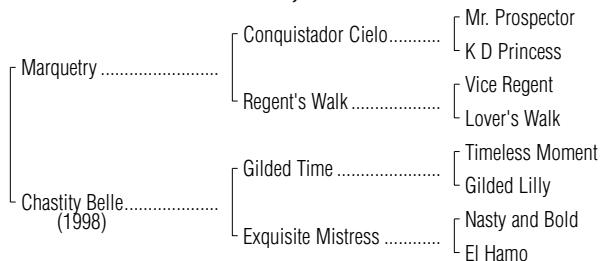 Mr. Prospector
Conquistador Cielo...........
K D Princess
Marquetry .........................
Vice Regent
Regent's Walk ...................
Lover's Walk
Timeless Moment
Gilded Time ......................
Gilded Lilly
Chastity Belle....................
(1998)
Nasty and Bold
Exquisite Mistress ............
El Hamo